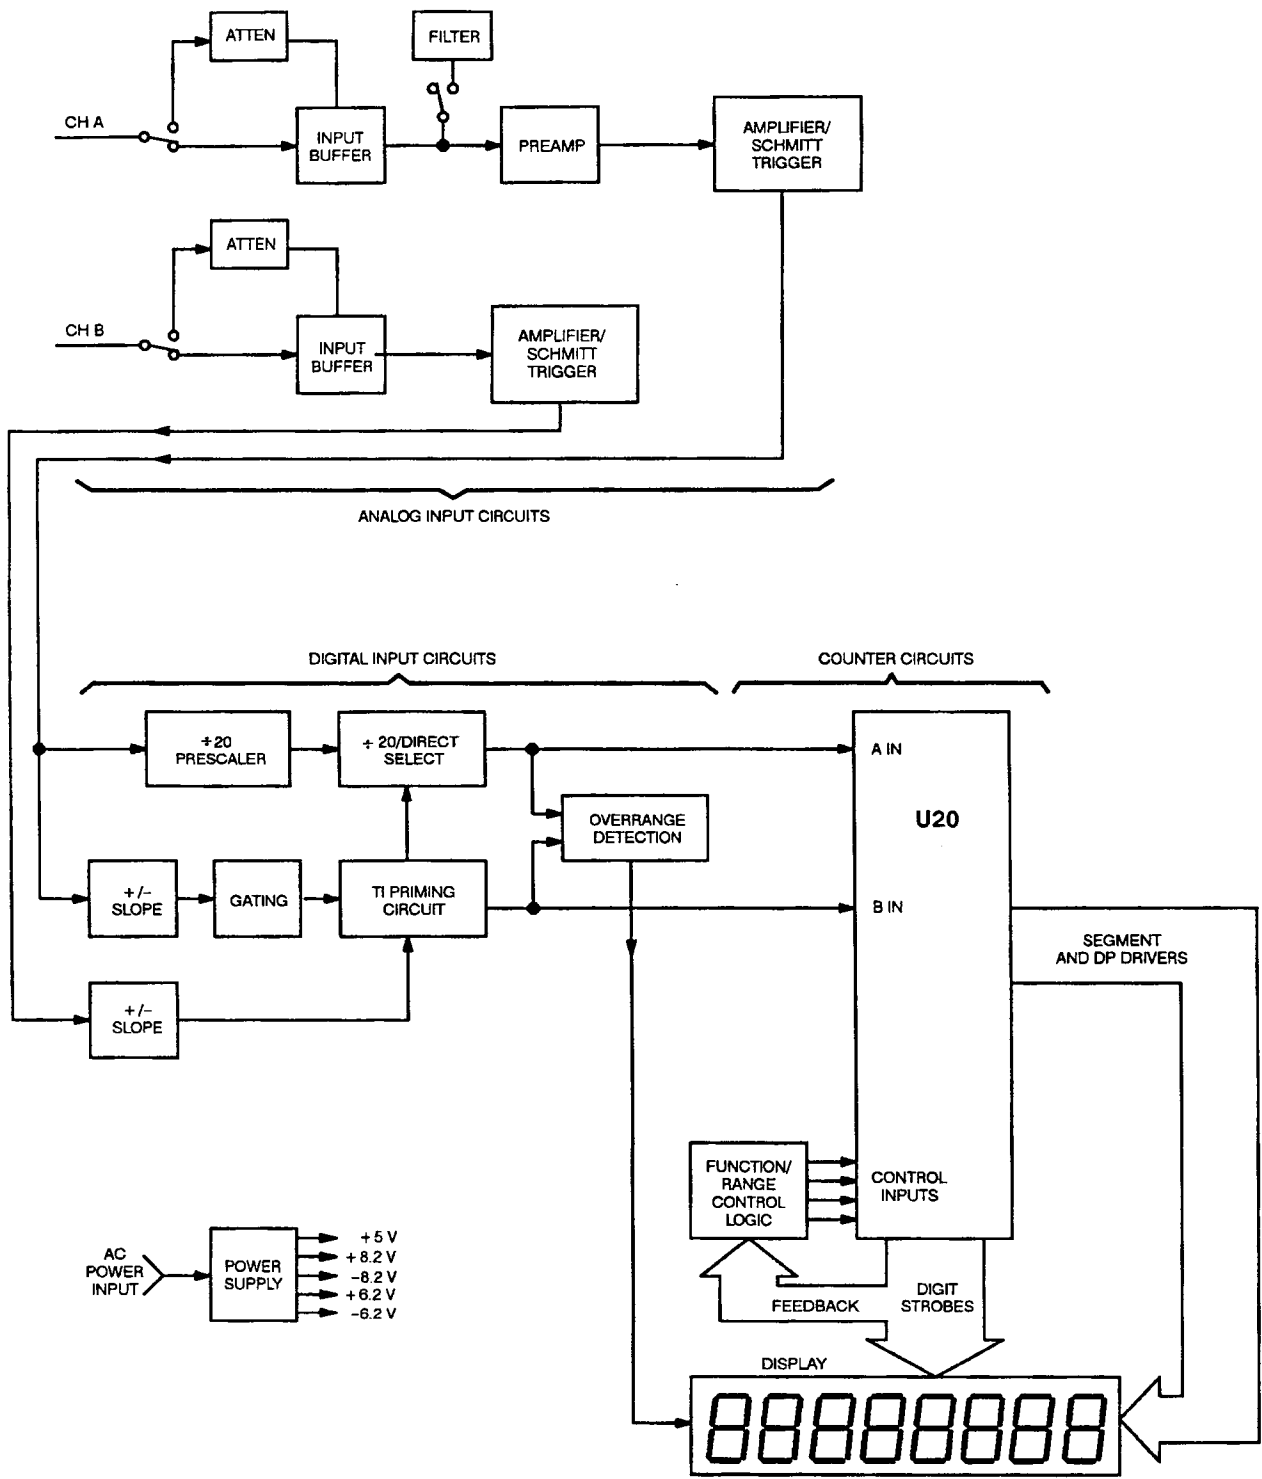 ATTEN
FILTER
CH A
INPUT
BUFFER
PREAMP
AMPLIFIER/
SCHMITT
TRIGGER
ATTEN
CH B
INPUT
BUFFER
AMPLIFIER/
SCHMITT
TRIGGER
ANALOG INPUT CIRCUITS
DIGITAL INPUT CIRCUITS
COUNTER CIRCUITS
÷20
PRESCALER
÷ 20/DIRECT
SELECT
A IN
U20
OVERRANGE
DETECTION
+/-
SLOPE
GATING
TI PRIMING
CIRCUIT
B IN
SEGMENT
AND DP DRIVERS
+/-
SLOPE
FUNCTION/
RANGE
CONTROL
LOGIC
CONTROL
INPUTS
AC
POWER
INPUT
POWER
SUPPLY
+5 V
+8.2 V
-8.2 V
+6.2 V
-6.2 V
FEEDBACK
DIGIT
STROBES
DISPLAY
88888888